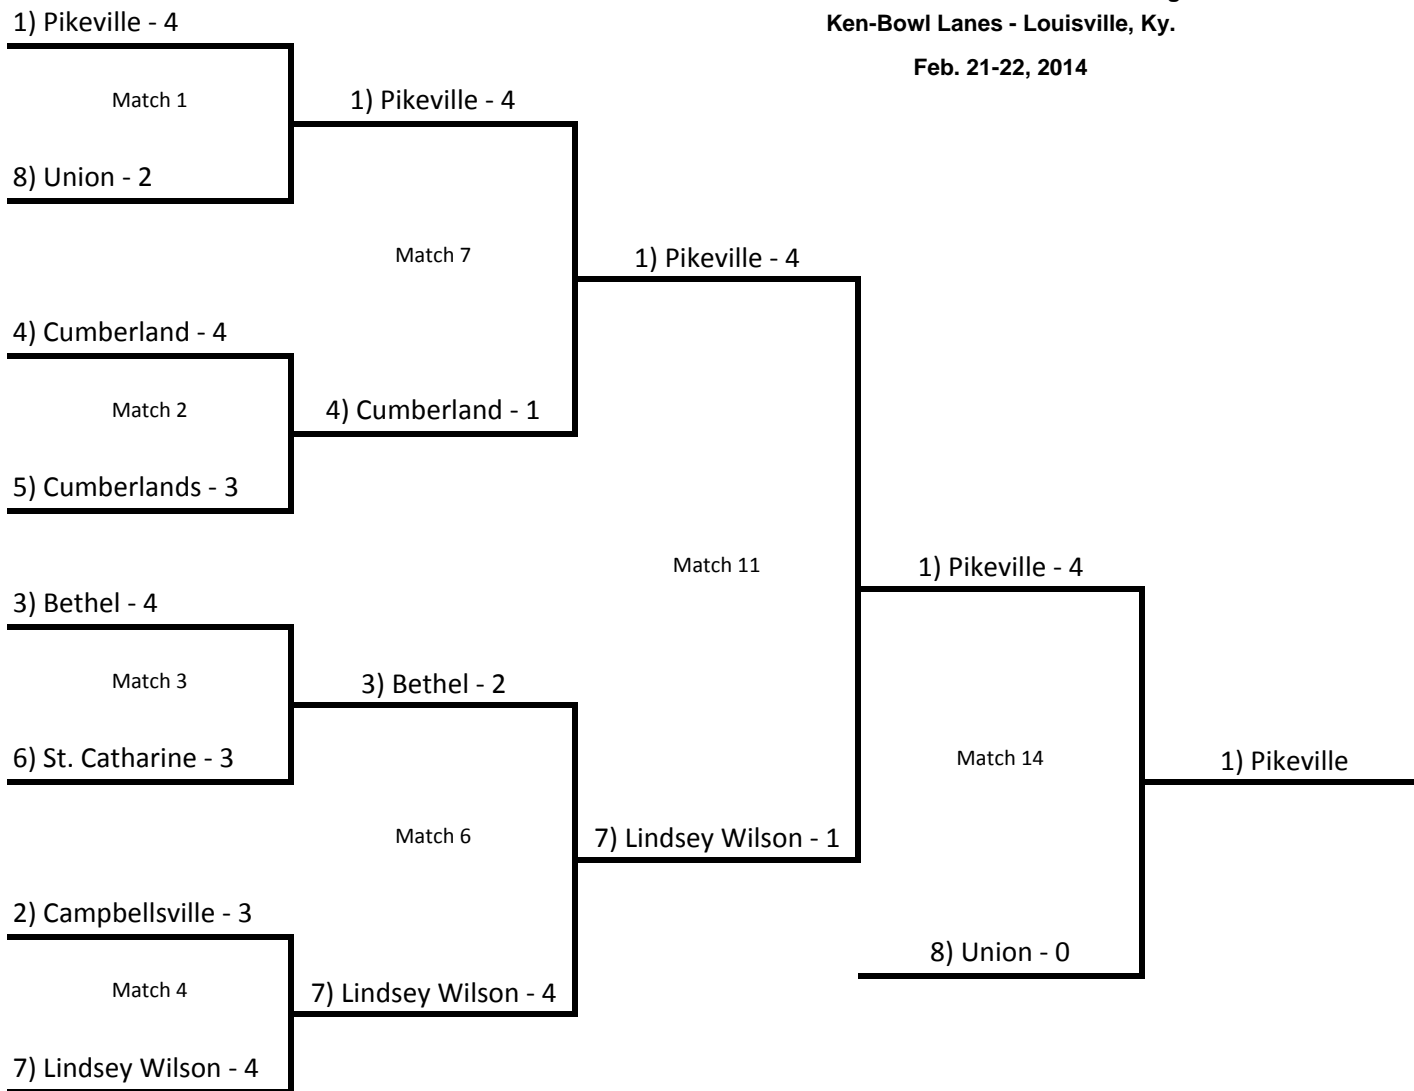 1) Pikeville - 4
Ken-Bowl Lanes - Louisville, Ky.
Feb. 21-22, 2014
Match 1
1) Pikeville - 4
8) Union - 2
Match 7
1) Pikeville - 4
4) Cumberland - 4
Match 2
4) Cumberland - 1
5) Cumberlands - 3
Match 11
1) Pikeville - 4
3) Bethel - 4
Match 3
3) Bethel - 2
6) St. Catharine - 3
Match 14
1) Pikeville
Match 6
7) Lindsey Wilson - 1
2) Campbellsville - 3
8) Union - 0
Match 4
7) Lindsey Wilson - 4
7) Lindsey Wilson - 4